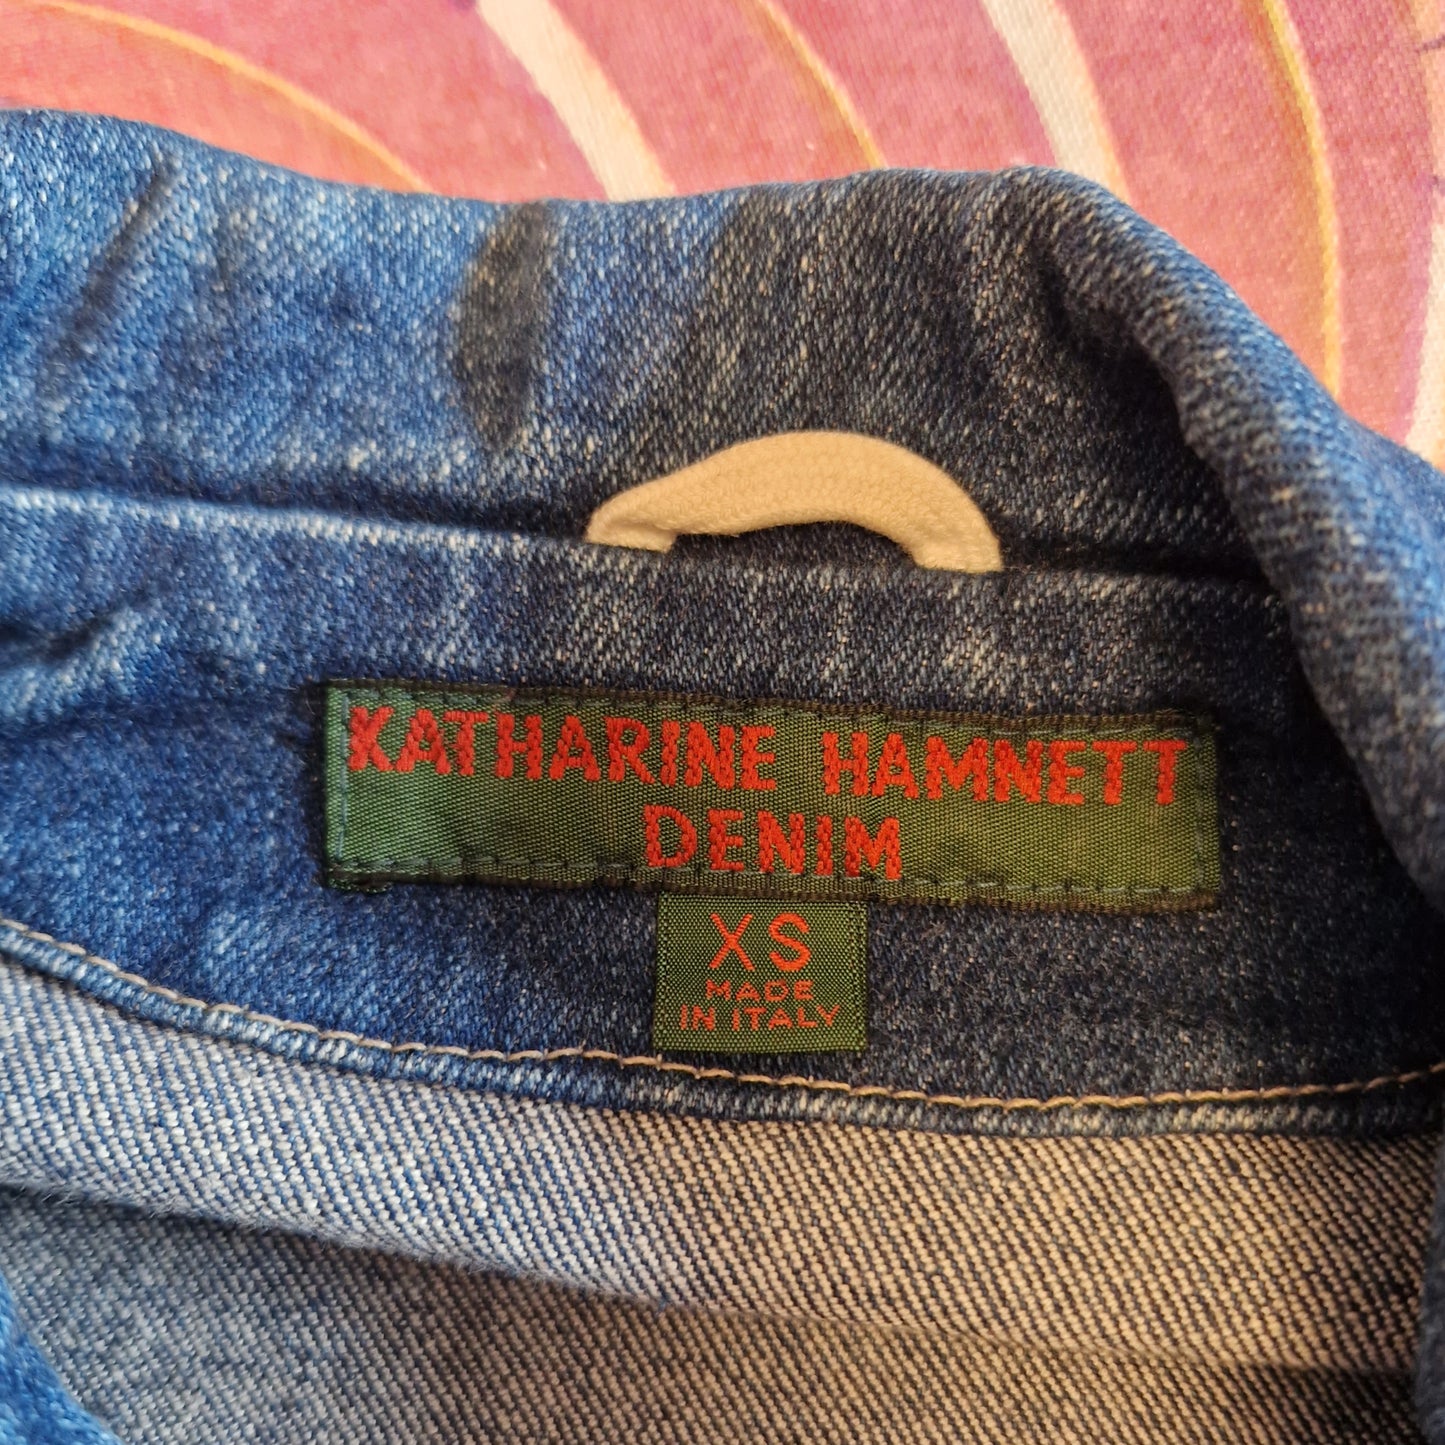 KATHARINE HAMNETT
DENIM
XS
MADE
IN ITALY